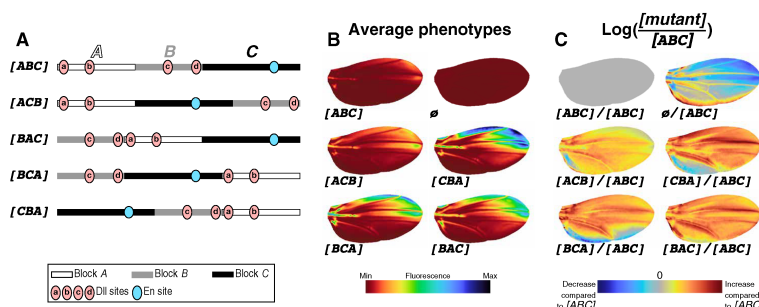 Average phenotypes
Log([mutant]/[ABC])
A
B
C
A B C
[ABC] a b c d
[ACB] a b c d
[BAC] c d a b
[BCA] c d a b
[CBA] c d a b
Block A Block B Block C
a b c d Dll sites En site
[ABC] ø
[ACB] [CBA]
[BCA] [BAC]
Min Fluorescence Max
[ABC]/[ABC] ø/[ABC]
[ACB]/[ABC] [CBA]/[ABC]
[BCA]/[ABC] [BAC]/[ABC]
0
Decrease compared to [ABC]
Increase compared to [ABC]